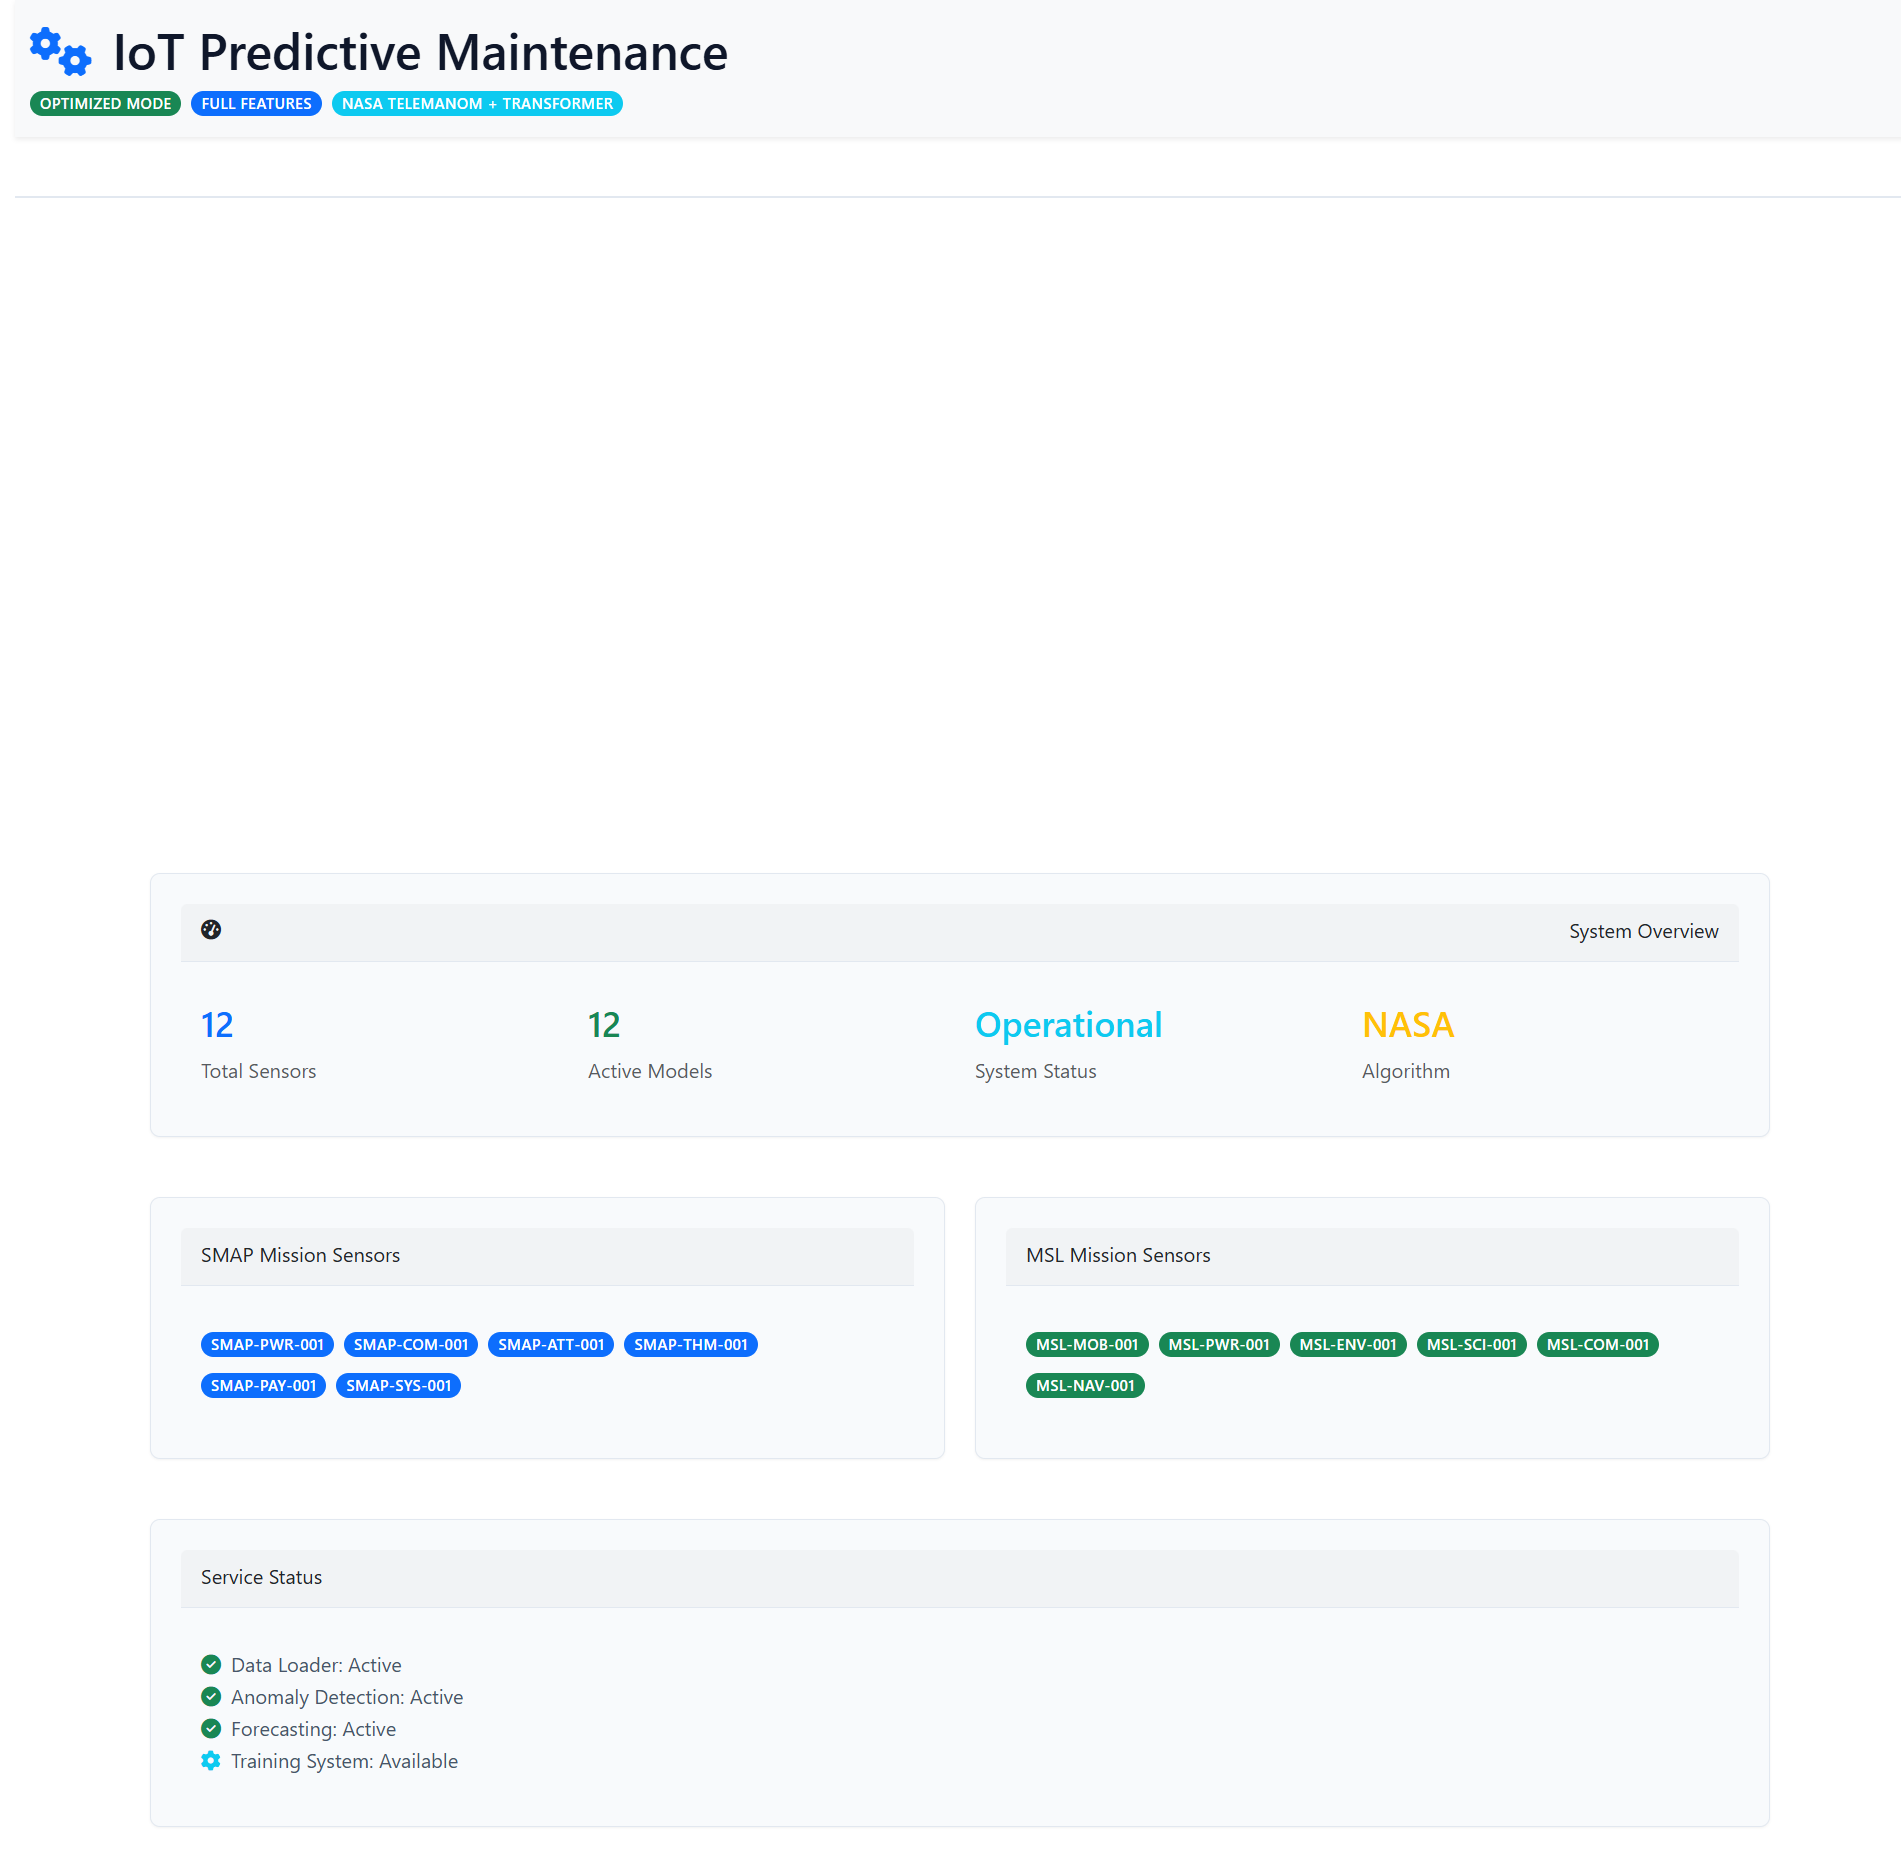 IoT Predictive Maintenance
OPTIMIZED MODE FULL FEATURES NASA TELEMANOM + TRANSFORMER
System Overview
12 12 Operational NASA
Total Sensors Active Models System Status Algorithm
SMAP Mission Sensors
SMAP-PWR-001 SMAP-COM-001 SMAP-ATT-001 SMAP-THM-001
SMAP-PAY-001 SMAP-SYS-001
MSL Mission Sensors
MSL-MOB-001 MSL-PWR-001 MSL-ENV-001 MSL-SCI-001 MSL-COM-001
MSL-NAV-001
Service Status
Data Loader: Active
Anomaly Detection: Active
Forecasting: Active
Training System: Available